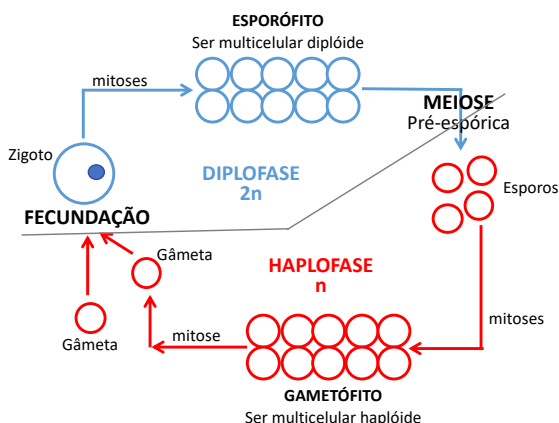 ESPORÓFITO
Ser multicelular diplóide
mitoses
MEIOSE
Pré-espórica
Zigoto
DIPLOFASE
2n
Esporos
FECUNDAÇÃO
Gâmeta
HAPLOFASE
n
mitoses
mitose
Gâmeta
GAMETÓFITO
Ser multicelular haplóide